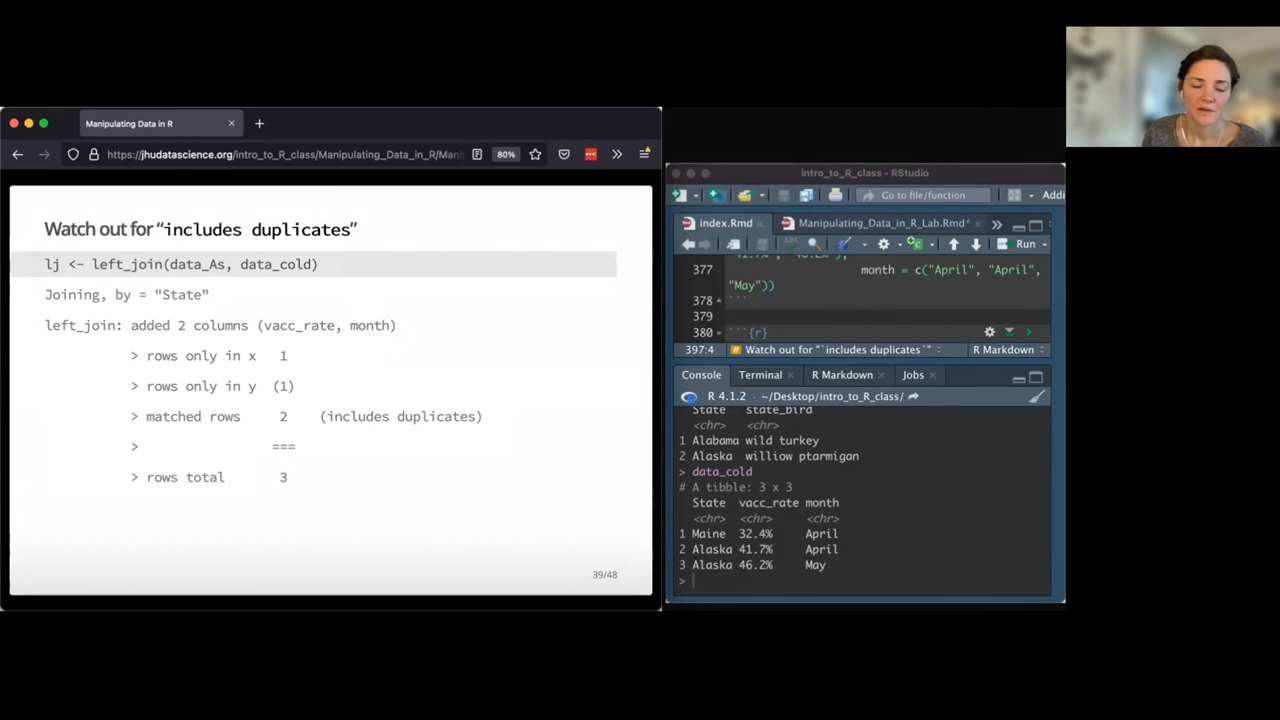 Manipulating Data in R
https://jhudatascience.org/intro_to_R_class/Manipulating_Data_in_R/Mani
80%
Watch out for “includes duplicates”
lj <- left_join(data_As, data_cold)
Joining, by = "State"
left_join: added 2 columns (vacc_rate, month)
> rows only in x 1
> rows only in y (1)
> matched rows 2 (includes duplicates)
> ===
> rows total 3
39/48
intro_to_R_class - RStudio
Go to file/function
Addi
index.Rmd
Manipulating_Data_in_R_Lab.Rmd*
Run
377 month = c("April", "April",
"May"))
378 ```
379
380 ```{r}
397:4 Watch out for "`includes duplicates`" R Markdown
Console Terminal R Markdown Jobs
R 4.1.2 · ~/Desktop/intro_to_R_class/
State state_bird
<chr> <chr>
1 Alabama wild turkey
2 Alaska williow ptarmigan
> data_cold
# A tibble: 3 x 3
State vacc_rate month
<chr> <chr> <chr>
1 Maine 32.4% April
2 Alaska 41.7% April
3 Alaska 46.2% May
>